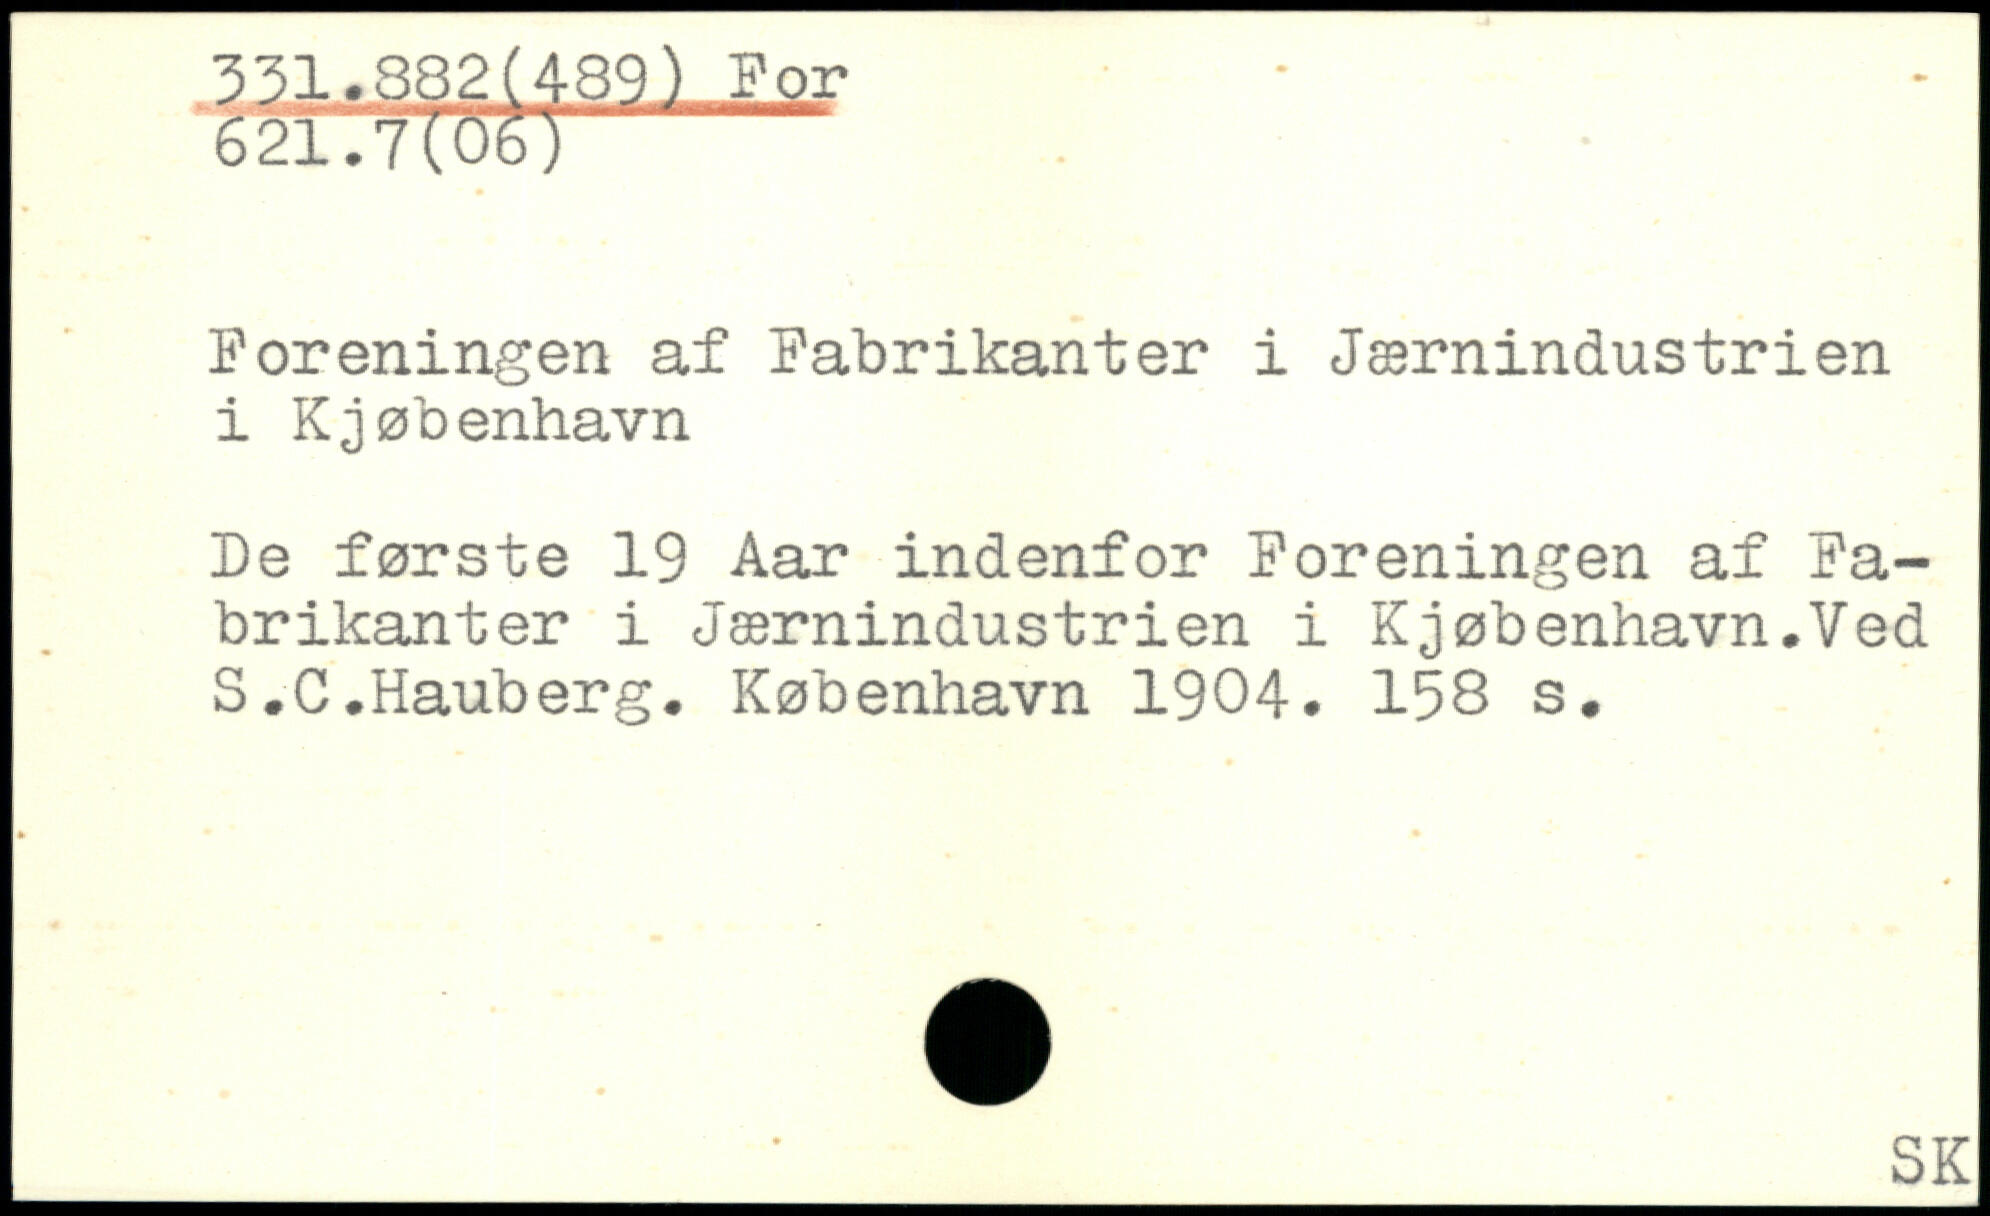 331.882(489) For
621.7(06)
Foreningen af Fabrikanter i Jærnindustrien
i Kjøbenhavn
De første 19 Aar indenfor Foreningen af Fa-
brikanter i Jærnindustrien i Kjøbenhavn.Ved
S.C.Hauberg. København 1904. 158 s.
SK